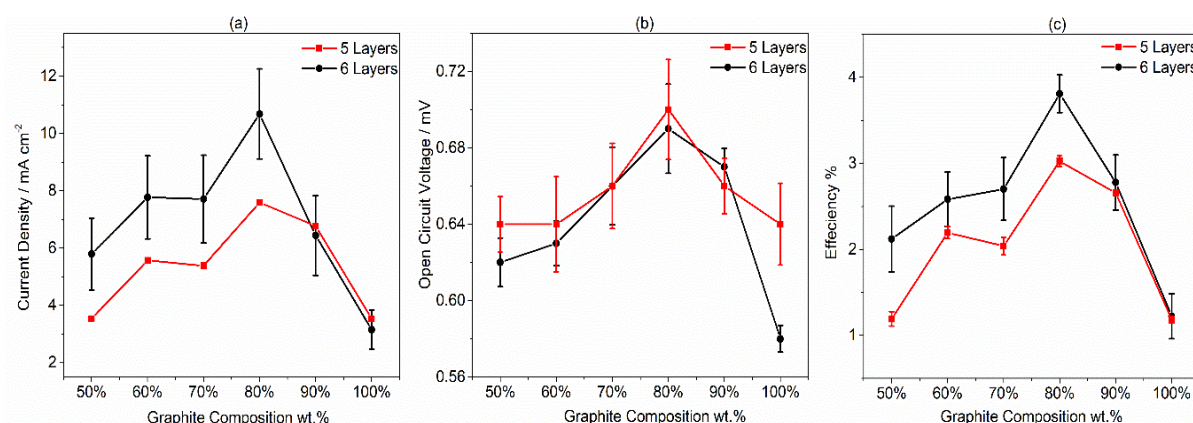 (a)
5 Layers
6 Layers
Current Density / mA cm-2
12
10
8
6
4
2
50% 60% 70% 80% 90% 100%
Graphite Composition wt.%
(b)
5 Layers
6 Layers
Open Circuit Voltage / mV
0.72
0.68
0.64
0.60
0.56
50% 60% 70% 80% 90% 100%
Graphite Composition wt.%
(c)
5 Layers
6 Layers
Effeciency %
4
3
2
1
50% 60% 70% 80% 90% 100%
Graphite Composition wt.%